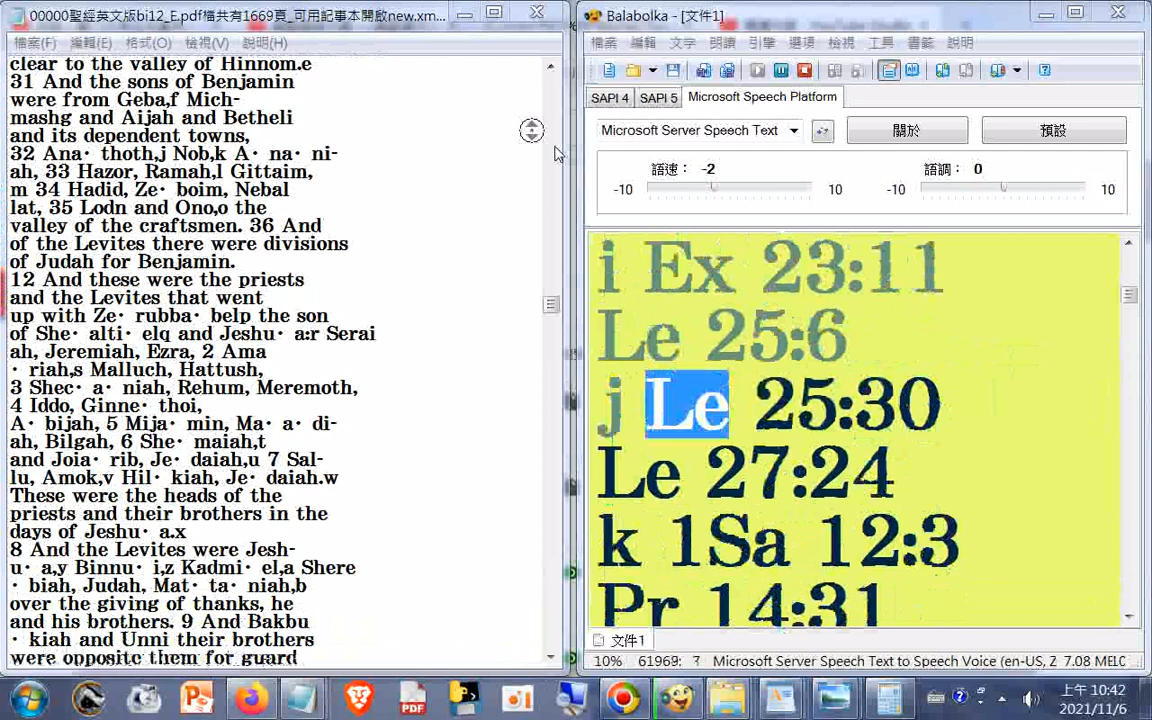 00000聖經英文版bi12_E.pdf檔共有1669頁_可用記事本開啟new.xm...
檔案(F) 編輯(E) 格式(O) 檢視(V) 說明(H)
clear to the valley of Hinnom.e
31 And the sons of Benjamin
were from Geba,f Mich-
mashg and Aijah and Betheli
and its dependent towns,
32 Ana· thoth,j Nob,k A· na· ni-
ah, 33 Hazor, Ramah,l Gittaim,
m 34 Hadid, Ze· boim, Nebal
lat, 35 Lodn and Ono,o the
valley of the craftsmen. 36 And
of the Levites there were divisions
of Judah for Benjamin.
12 And these were the priests
and the Levites that went
up with Ze· rubba· belp the son
of She· alti· elq and Jeshu· a:r Serai
ah, Jeremiah, Ezra, 2 Ama
· riah,s Malluch, Hattush,
3 Shec· a· niah, Rehum, Meremoth,
4 Iddo, Ginne· thoi,
A· bijah, 5 Mija· min, Ma· a· di-
ah, Bilgah, 6 She· maiah,t
and Joia· rib, Je· daiah,u 7 Sal-
lu, Amok,v Hil· kiah, Je· daiah.w
These were the heads of the
priests and their brothers in the
days of Jeshu· a.x
8 And the Levites were Jesh-
u· a,y Binnu· i,z Kadmi· el,a Shere
· biah, Judah, Mat· ta· niah,b
over the giving of thanks, he
and his brothers. 9 And Bakbu
· kiah and Unni their brothers
were opposite them for guard
Balabolka - [文件1]
檔案 編輯 文字 朗讀 引擎 選項 檢視 工具 書籤 說明
SAPI 4 SAPI 5 Microsoft Speech Platform
Microsoft Server Speech Text 關於 預設
語速: -2 語調: 0
-10 10 -10 10
i Ex 23:11
Le 25:6
j Le 25:30
Le 27:24
k 1Sa 12:3
Pr 14:31
文件1
10% 61969: ? Microsoft Server Speech Text to Speech Voice (en-US, Z 7.08 MELO
PDF
上午 10:42
2021/11/6